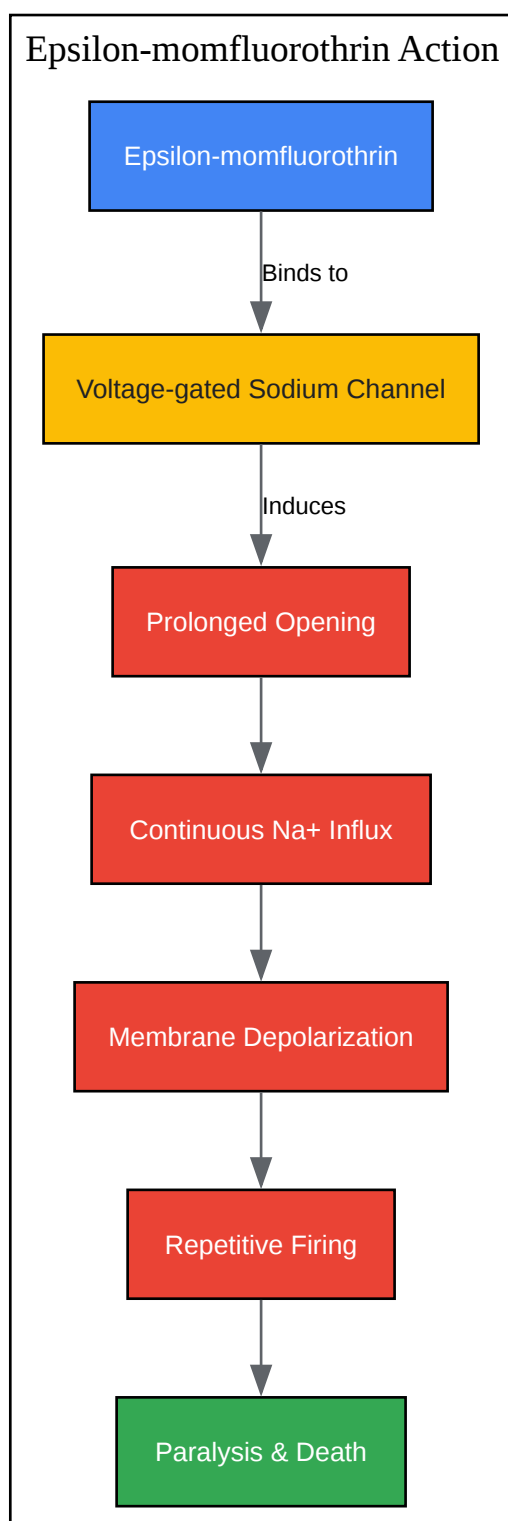 Epsilon-momfluorothrin Action
Epsilon-momfluorothrin
Binds to
Voltage-gated Sodium Channel
Induces
Prolonged Opening
Continuous Na+ Influx
Membrane Depolarization
Repetitive Firing
Paralysis & Death